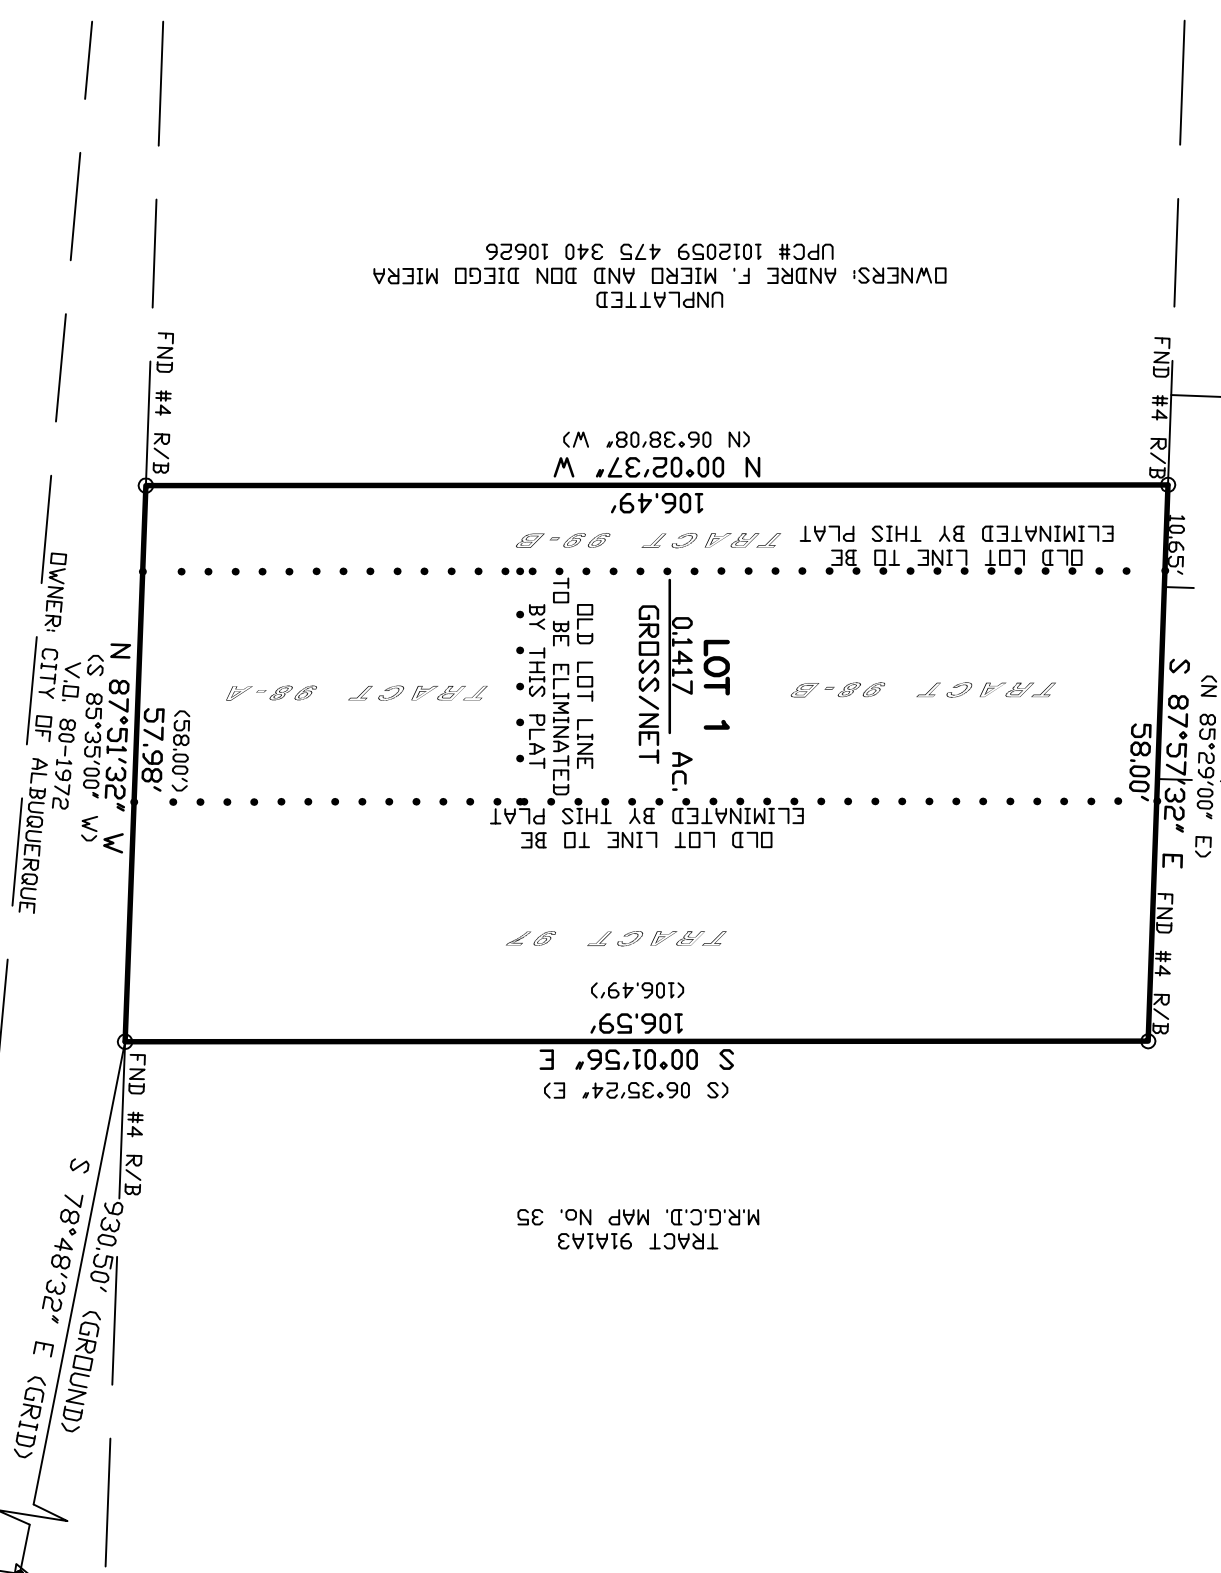 UPC# 1012059 475 340 10626
OWNERS: ANDRE F. MIERO AND DON DIEGO MIERA
UNPLATTED
FND #4 R/B
FND #4 R/B
(N 06°38'08" W)
N 00°02'37" W
106.49'
10.65'
TRACT 99-B
OLD LOT LINE TO BE
ELIMINATED BY THIS PLAT
OLD LOT LINE
TO BE ELIMINATED
BY THIS PLAT
LOT 1
0.1417 Ac.
GROSS/NET
TRACT 98-A
TRACT 98-B
(58.00')
57.98'
N 87°51'32" W
(S 85°35'00" W)
V.O. 80-1972
OWNER: CITY OF ALBUQUERQUE
(N 85°29'00" E)
S 87°57'32" E
58.00'
FND #4 R/B
OLD LOT LINE TO BE
ELIMINATED BY THIS PLAT
TRACT 97
(106.49')
106.59'
S 00°01'56" E
(S 06°35'24" E)
FND #4 R/B
930.50' (GROUND)
S 78°48'32" E (GRID)
TRACT 91A1A3
M.R.G.C.D. MAP No. 35